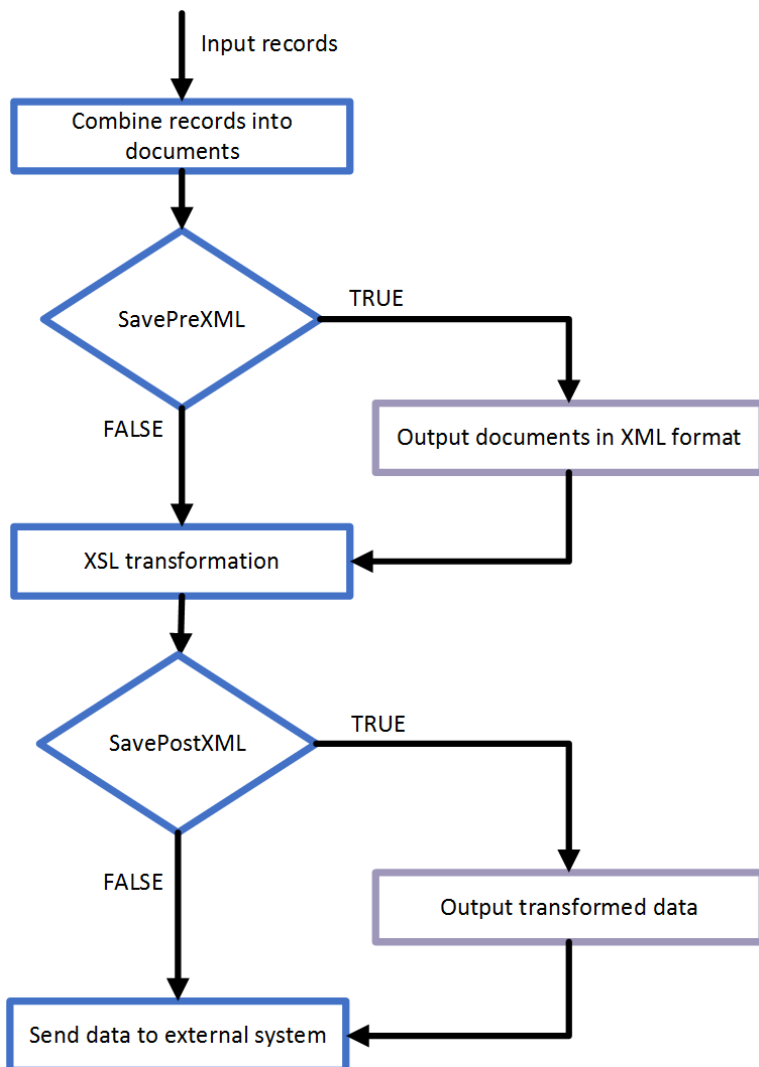 Input records
Combine records into
documents
TRUE
SavePreXML
FALSE
Output documents in XML format
XSL transformation
TRUE
SavePostXML
FALSE
Output transformed data
Send data to external system